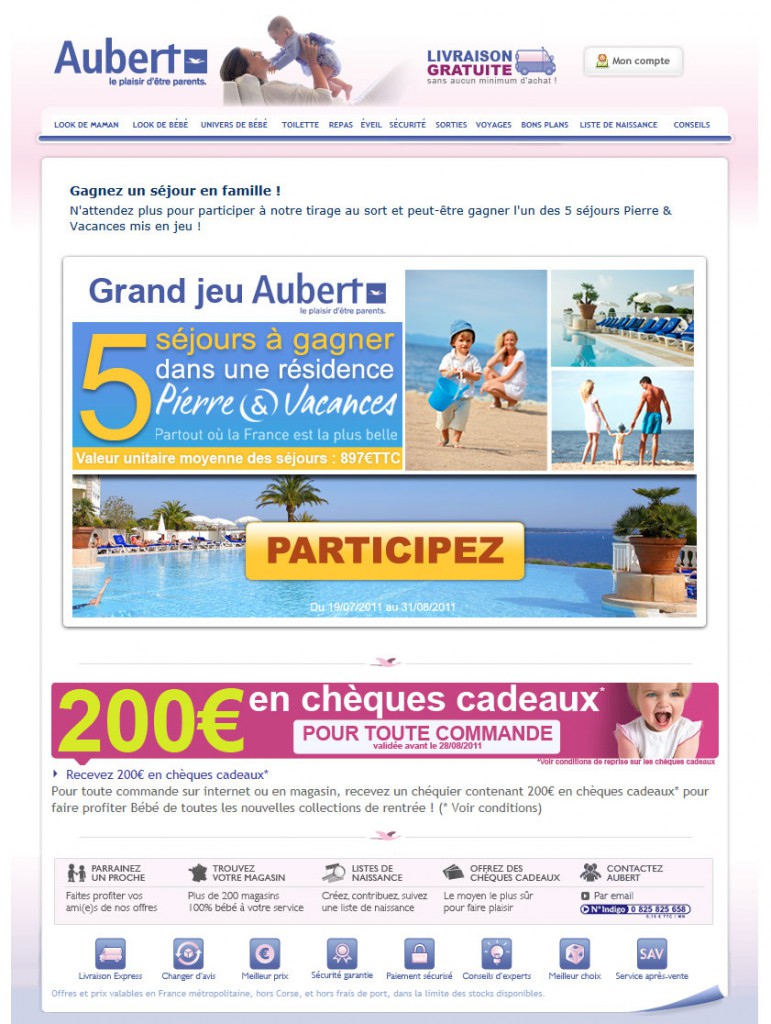 Aubert
le plaisir d'être parents.
LIVRAISON
GRATUITE
sans aucun minimum d'achat !
Mon compte
LOOK DE MAMAN LOOK DE BÉBÉ UNIVERS DE BÉBÉ TOILETTE REPAS ÉVEIL SÉCURITÉ SORTIES VOYAGES BONS PLANS LISTE DE NAISSANCE CONSEILS
Gagnez un séjour en famille !
N'attendez plus pour participer à notre tirage au sort et peut-être gagner l'un des 5 séjours Pierre &
Vacances mis en jeu !
Grand jeu Aubert
le plaisir d'être parents.
5 séjours à gagner
dans une résidence
Pierre & Vacances
Partout où la France est la plus belle
Valeur unitaire moyenne des séjours : 897€TTC
PARTICIPEZ
Du 19/07/2011 au 31/08/2011
200€ en chèques cadeaux*
POUR TOUTE COMMANDE
validée avant le 28/08/2011
*Voir conditions de reprise sur les chèques cadeaux
Recevez 200€ en chèques cadeaux*
Pour toute commande sur internet ou en magasin, recevez un chéquier contenant 200€ en chèques cadeaux* pour
faire profiter Bébé de toutes les nouvelles collections de rentrée ! (* Voir conditions)
PARRAINEZ
UN PROCHE
Faites profiter vos
ami(e)s de nos offres
TROUVEZ
VOTRE MAGASIN
Plus de 200 magasins
100% bébé à votre service
LISTES DE
NAISSANCE
Créez, contribuez, suivez
une liste de naissance
OFFREZ DES
CHÈQUES CADEAUX
Le moyen le plus sûr
pour faire plaisir
CONTACTEZ
AUBERT
Par email
N°Indigo 0 825 825 658
0,15 € TTC / MN
Livraison Express
Changer d'avis
€
Meilleur prix
Sécurité garantie
Paiement sécurisé
Conseils d'experts
Meilleur choix
SAV
Service après-vente
Offres et prix valables en France métropolitaine, hors Corse, et hors frais de port, dans la limite des stocks disponibles.